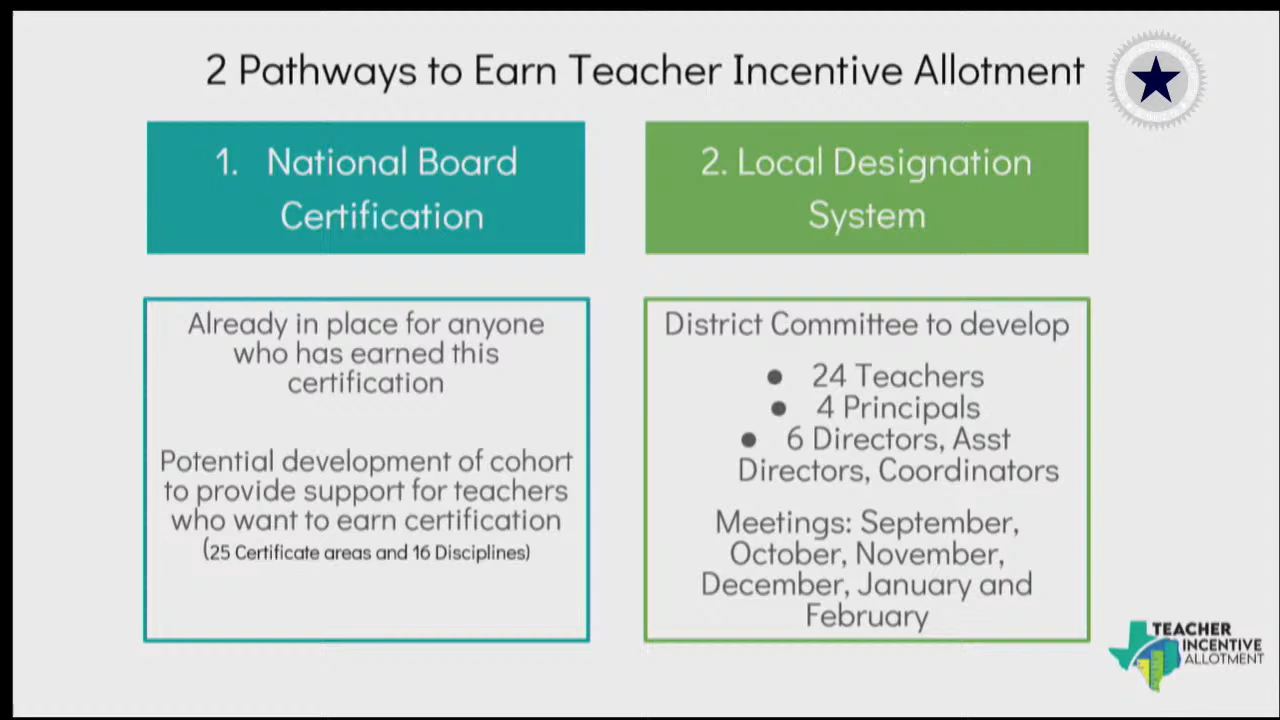 2 Pathways to Earn Teacher Incentive Allotment
1. National Board
Certification
2. Local Designation
System
Already in place for anyone
who has earned this
certification
Potential development of cohort
to provide support for teachers
who want to earn certification
(25 Certificate areas and 16 Disciplines)
District Committee to develop
● 24 Teachers
● 4 Principals
● 6 Directors, Asst
Directors, Coordinators
Meetings: September,
October, November,
December, January and
February
TEACHER
INCENTIVE
ALLOTMENT